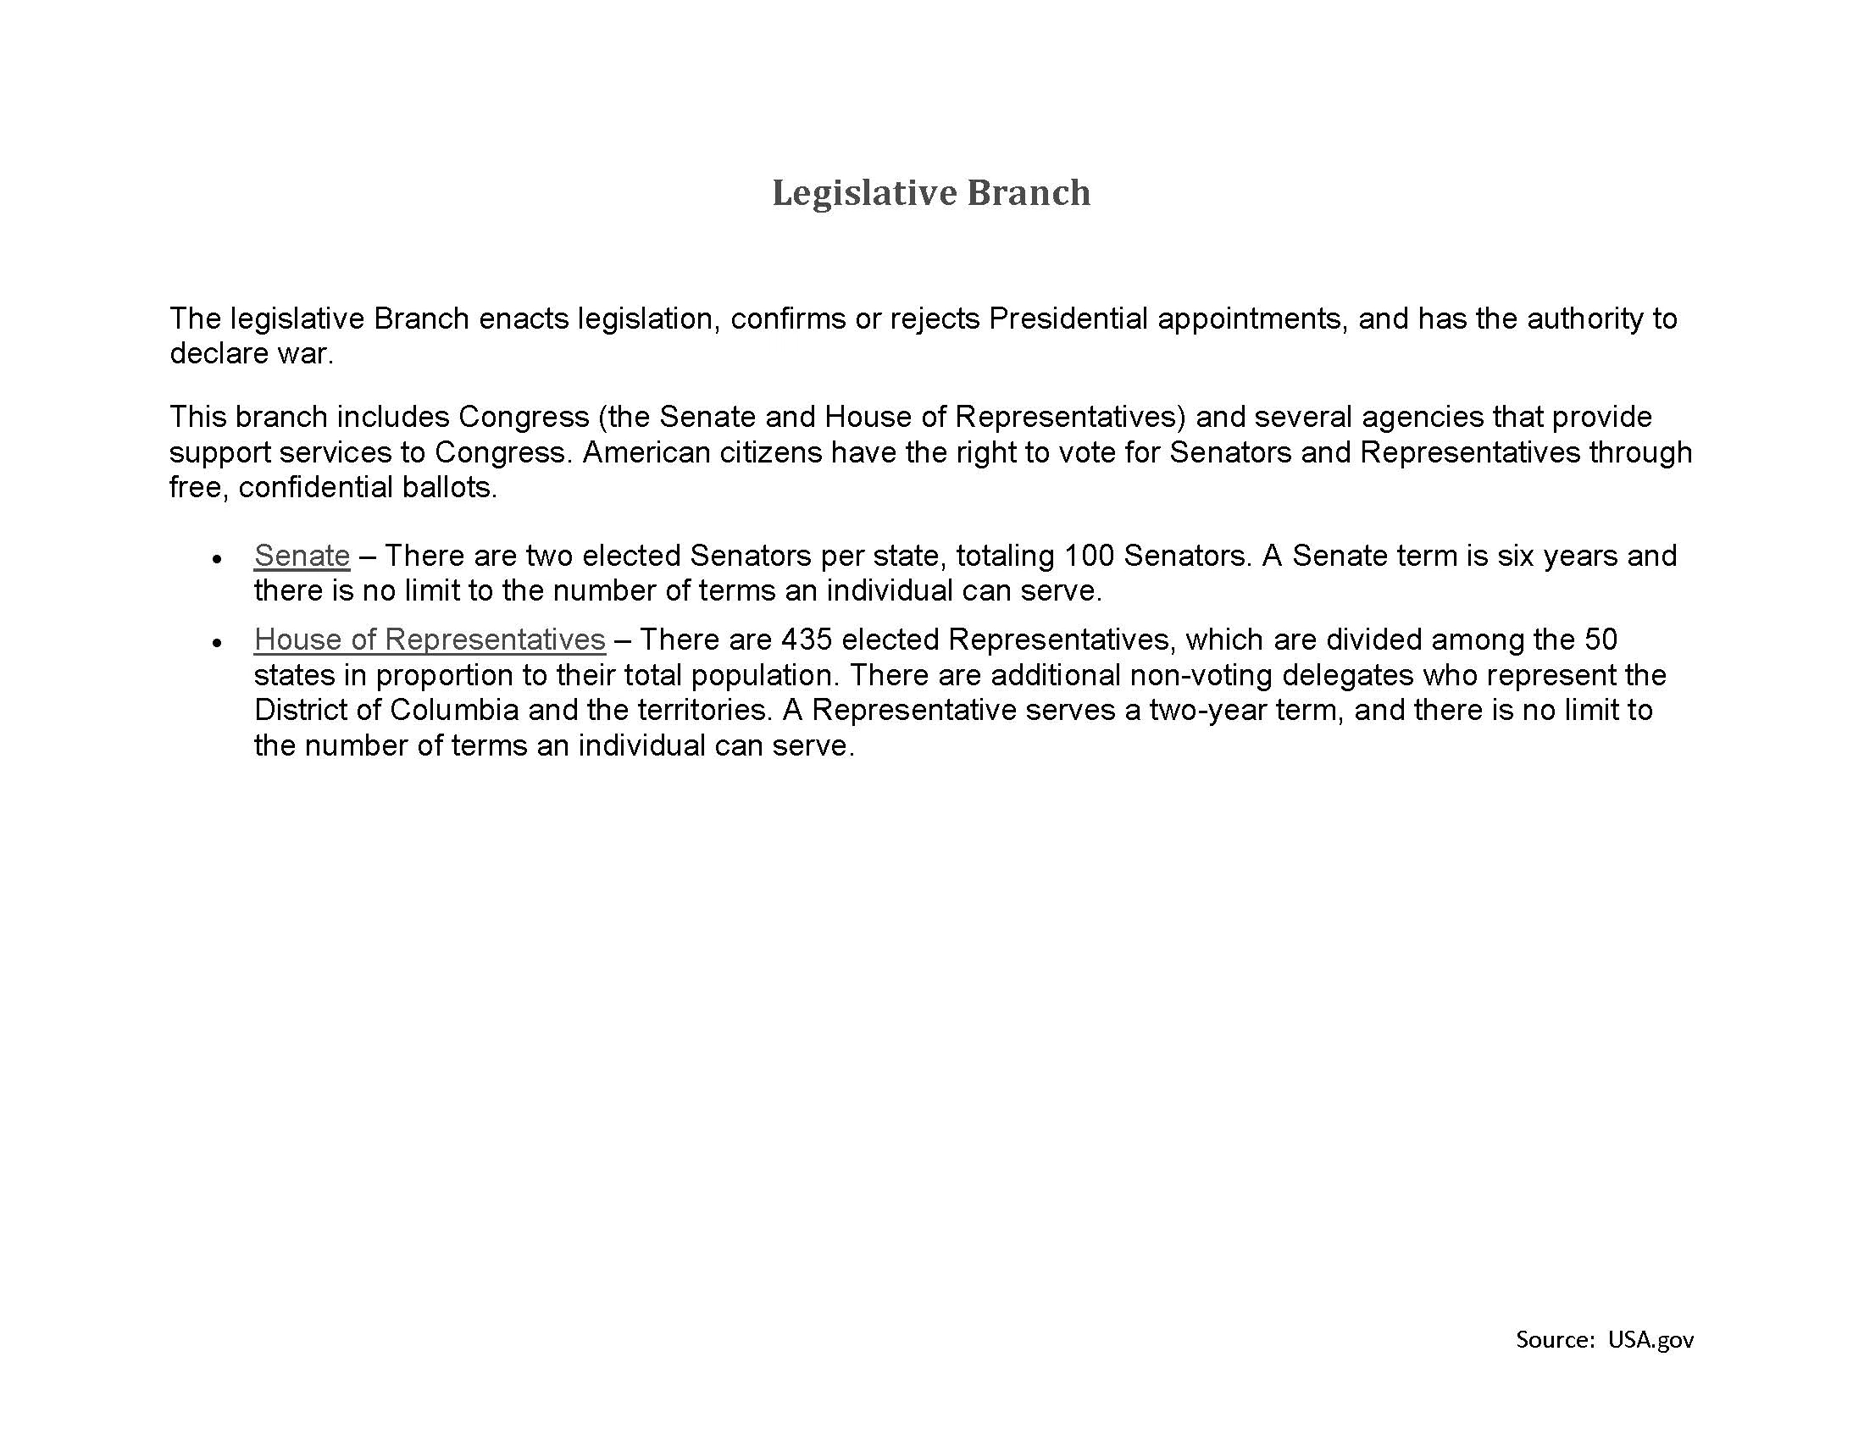 Legislative Branch
The legislative Branch enacts legislation, confirms or rejects Presidential appointments, and has the authority to
declare war.
This branch includes Congress (the Senate and House of Representatives) and several agencies that provide
support services to Congress. American citizens have the right to vote for Senators and Representatives through
free, confidential ballots.
• Senate – There are two elected Senators per state, totaling 100 Senators. A Senate term is six years and
there is no limit to the number of terms an individual can serve.
• House of Representatives – There are 435 elected Representatives, which are divided among the 50
states in proportion to their total population. There are additional non-voting delegates who represent the
District of Columbia and the territories. A Representative serves a two-year term, and there is no limit to
the number of terms an individual can serve.
Source:  USA.gov